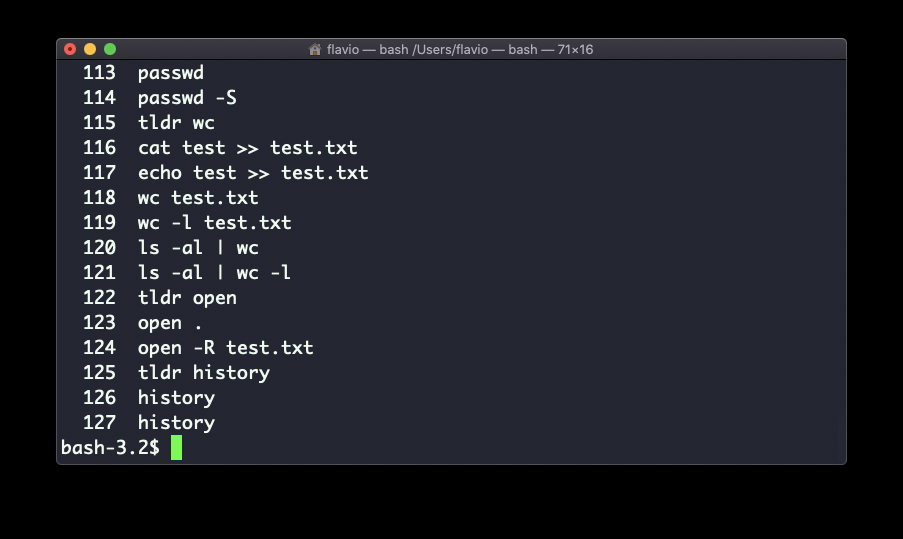 flavio — bash /Users/flavio — bash — 71×16
113 passwd
114 passwd -S
115 tldr wc
116 cat test >> test.txt
117 echo test >> test.txt
118 wc test.txt
119 wc -l test.txt
120 ls -al | wc
121 ls -al | wc -l
122 tldr open
123 open .
124 open -R test.txt
125 tldr history
126 history
127 history
bash-3.2$